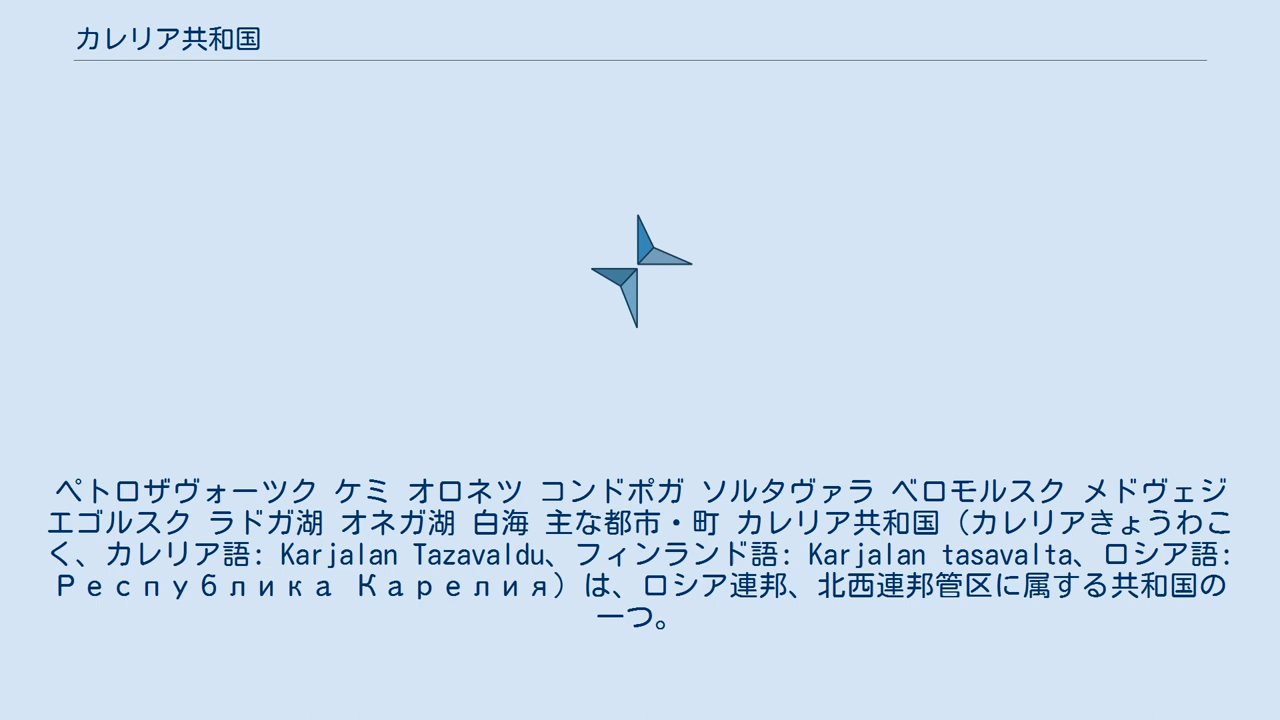 カレリア共和国
ペトロザヴォーツク ケミ オロネツ コンドポガ ソルタヴァラ ベロモルスク メドヴェジ
エゴルスク ラドガ湖 オネガ湖 白海 主な都市・町 カレリア共和国（カレリアきょうわこ
く、カレリア語: Karjalan Tazavaldu、フィンランド語: Karjalan tasavalta、ロシア語:
Республика Карелия）は、ロシア連邦、北西連邦管区に属する共和国の
一つ。